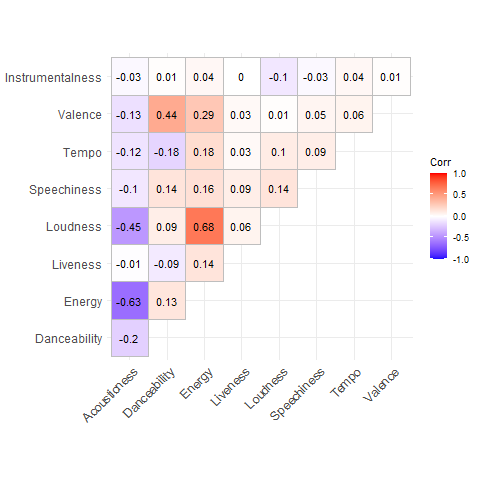 Instrumentalness -0.03 0.01 0.04 0 -0.1 -0.03 0.04 0.01
Valence -0.13 0.44 0.29 0.03 0.01 0.05 0.06
Tempo -0.12 -0.18 0.18 0.03 0.1 0.09
Speechiness -0.1 0.14 0.16 0.09 0.14
Loudness -0.45 0.09 0.68 0.06
Liveness -0.01 -0.09 0.14
Energy -0.63 0.13
Danceability -0.2
Acousticness Danceability Energy Liveness Loudness Speechiness Tempo Valence
Corr
1.0
0.5
0.0
-0.5
-1.0